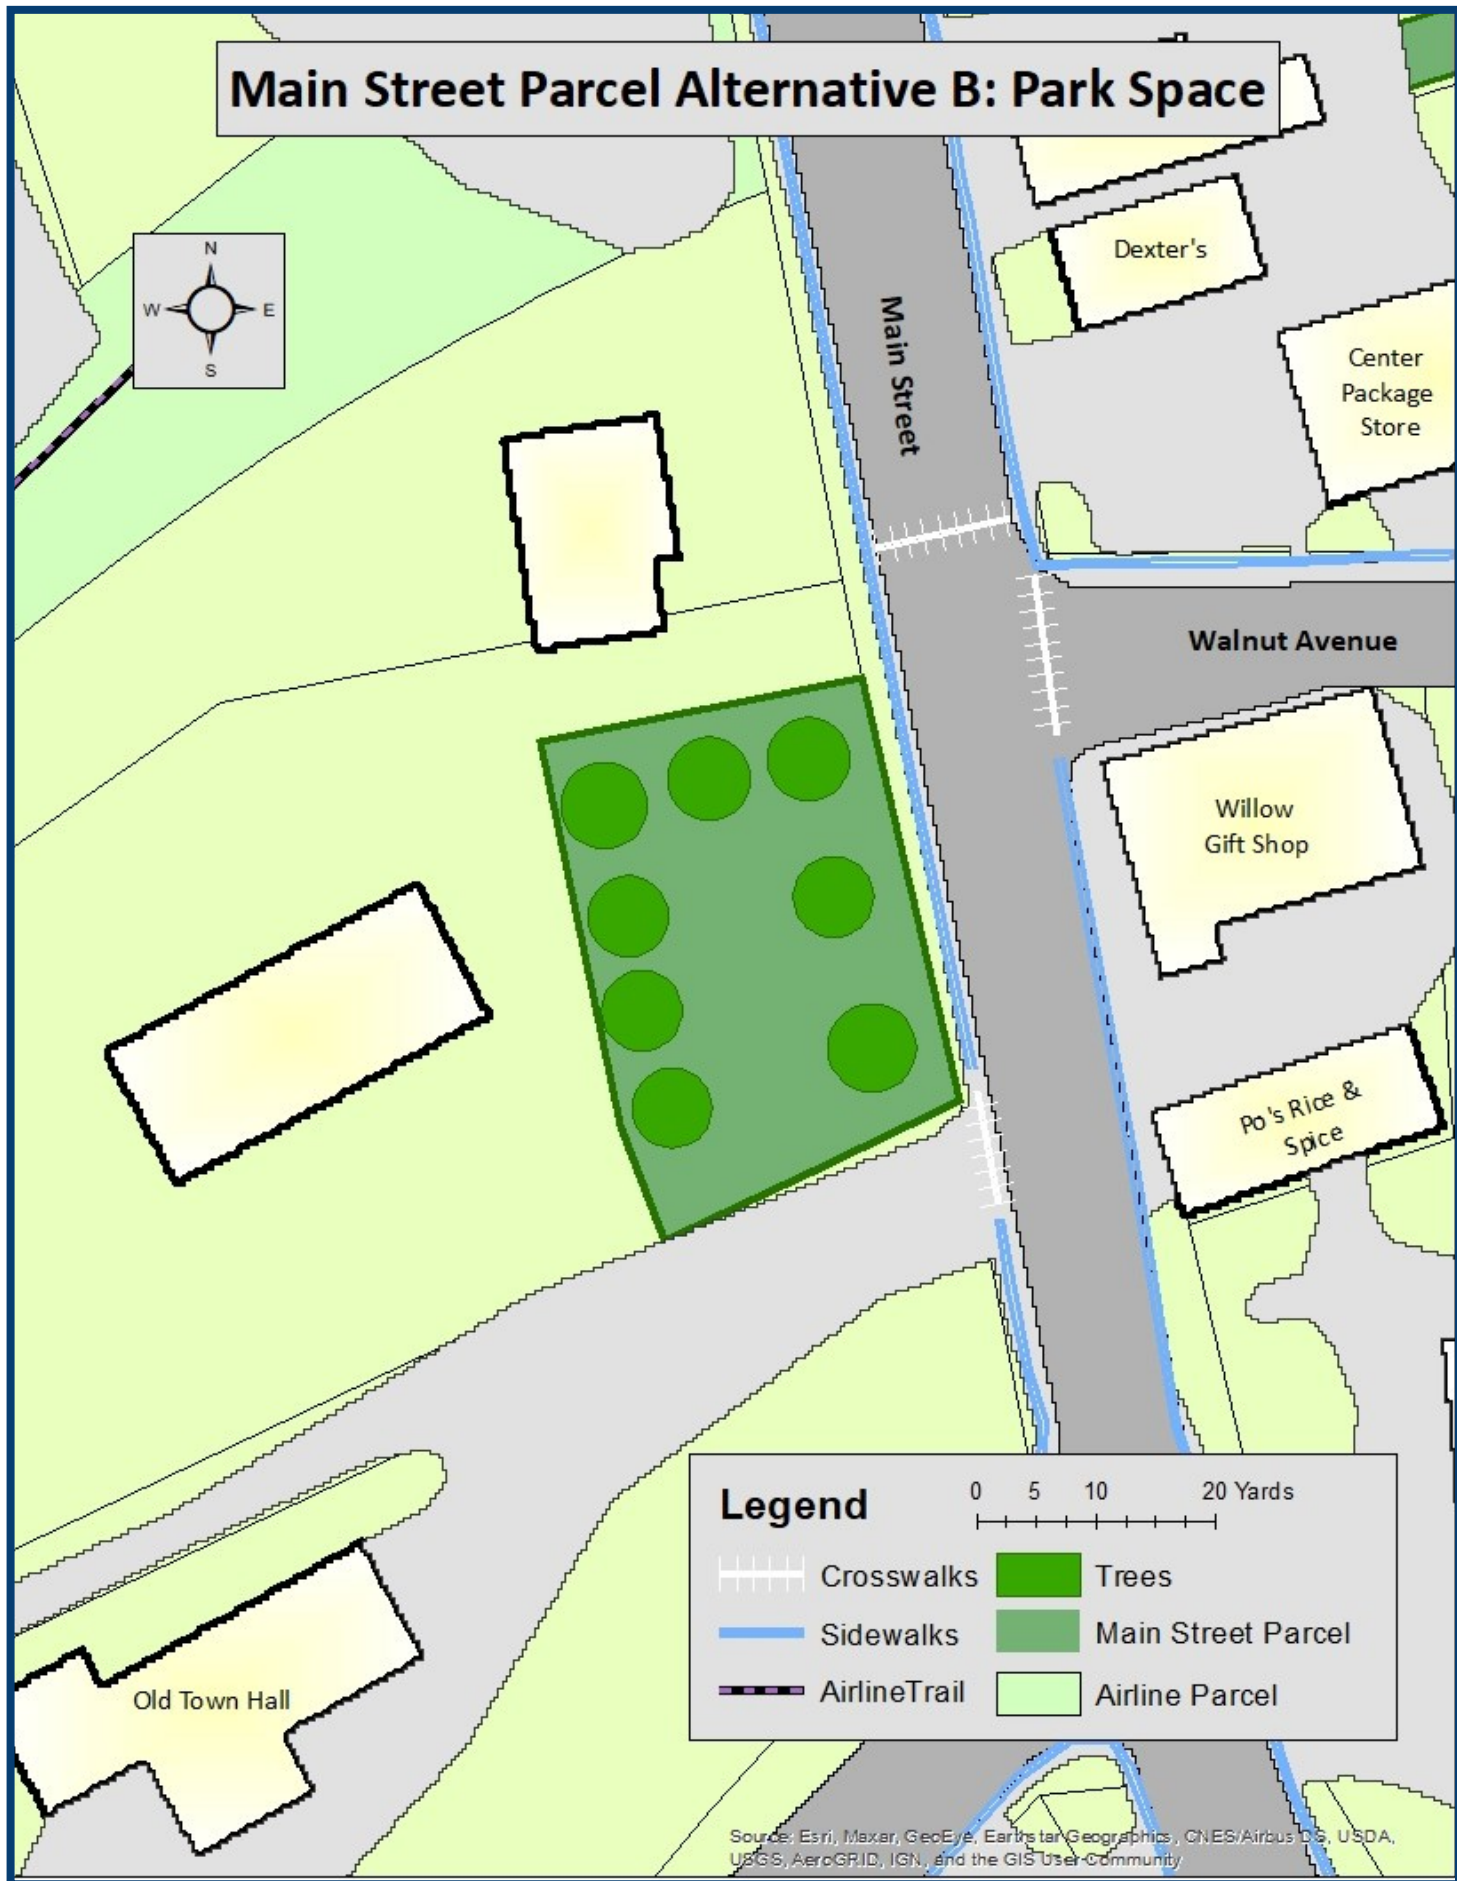 Main Street Parcel Alternative B: Park Space
N
W E
S
Dexter's
Main Street
Center
Package
Store
Walnut Avenue
Willow
Gift Shop
Po's Rice &
Spice
Legend
0 5 10 20 Yards
Crosswalks
Trees
Sidewalks
Main Street Parcel
AirlineTrail
Airline Parcel
Old Town Hall
Source: Esri, Maxar, GeoEye, Earthstar Geographics, CNES/Airbus DS, USDA,
USGS, AeroGRID, IGN, and the GIS User Community